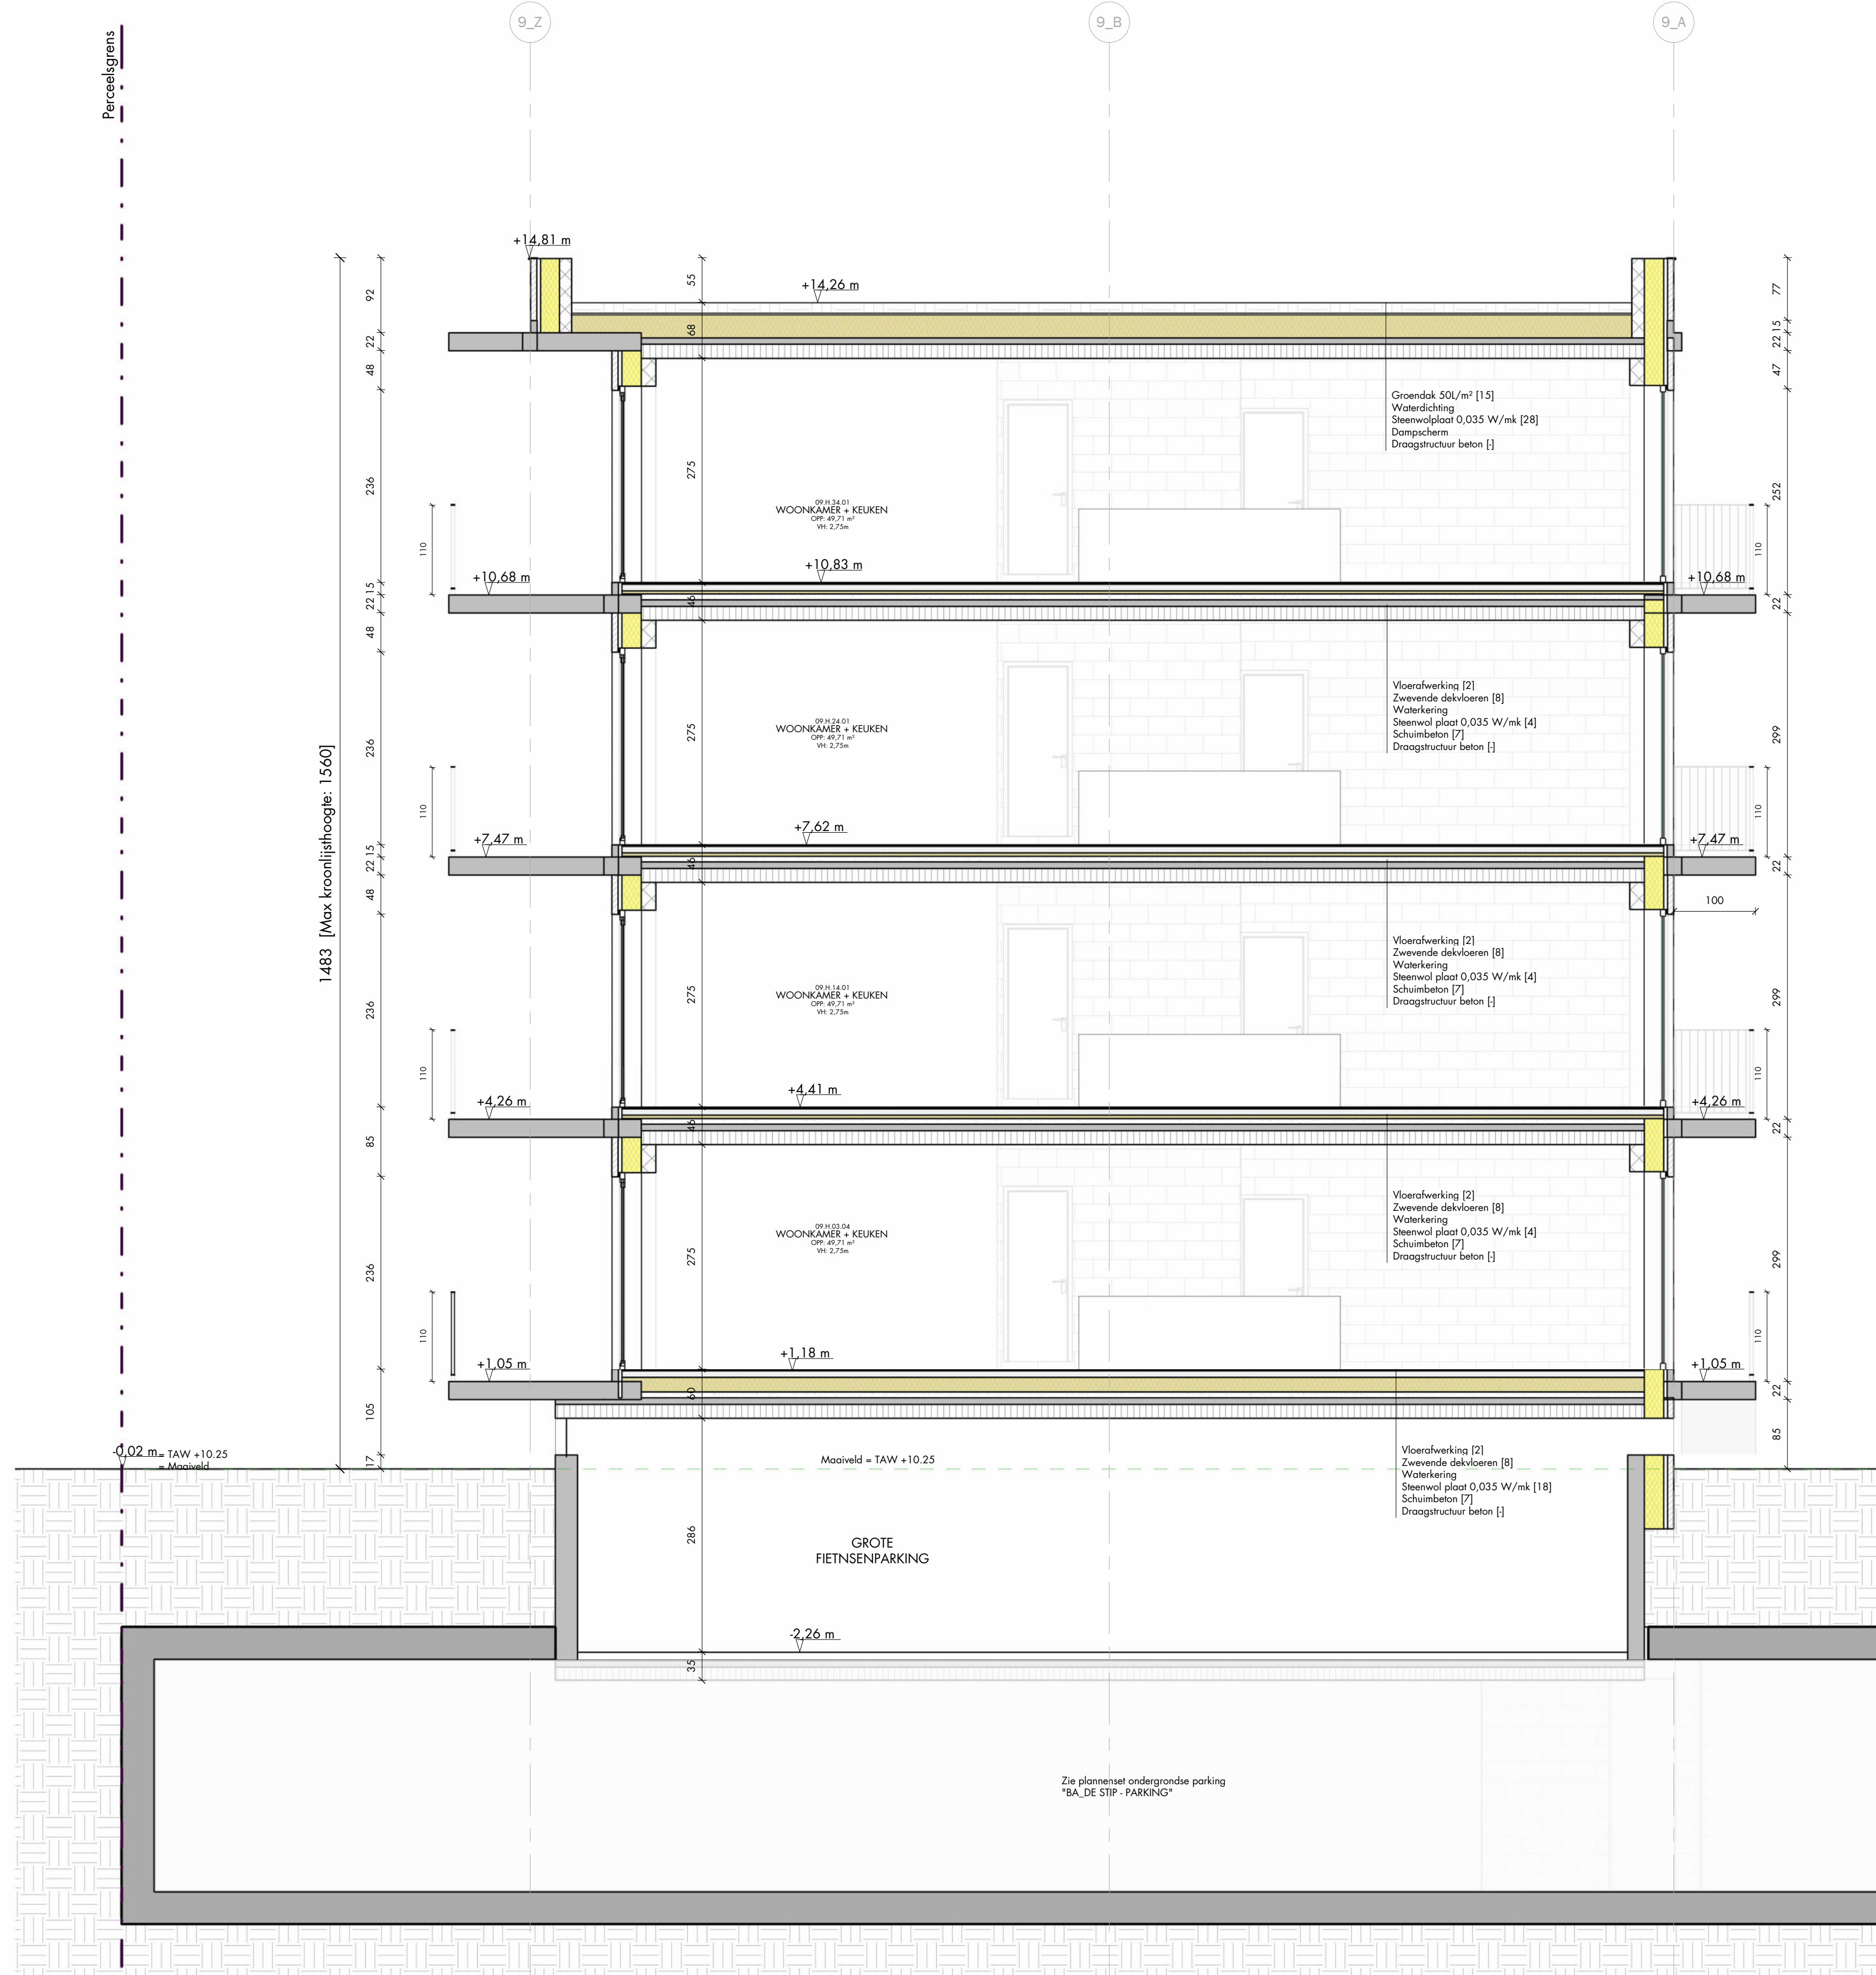 9_Z
9_B
9_A
Perceelsgrens
+14,81 m
+14,26 m
92
55
77
68
15
22
22
48
47
Groendak 50L/m² [15]
Waterdichting
Steenwolplaat 0,035 W/mk [28]
Dampscherm
Draagstructuur beton [-]
236
275
252
09.H.34.01
WOONKAMER + KEUKEN
OPP: 49,71 m²
VH: 2,75m
110
110
+10,68 m
+10,83 m
+10,68 m
15
22
46
22
48
Vloerafwerking [2]
Zwevende dekvloeren [8]
Waterkering
Steenwol plaat 0,035 W/mk [4]
Schuimbeton [7]
Draagstructuur beton [-]
236
275
299
09.H.24.01
WOONKAMER + KEUKEN
OPP: 49,71 m²
VH: 2,75m
1483 [Max kroonlijsthoogte: 1560]
110
110
+7,47 m
+7,62 m
+7,47 m
15
22
46
22
48
100
Vloerafwerking [2]
Zwevende dekvloeren [8]
Waterkering
Steenwol plaat 0,035 W/mk [4]
Schuimbeton [7]
Draagstructuur beton [-]
236
275
299
09.H.14.01
WOONKAMER + KEUKEN
OPP: 49,71 m²
VH: 2,75m
110
110
+4,26 m
+4,41 m
+4,26 m
85
46
22
Vloerafwerking [2]
Zwevende dekvloeren [8]
Waterkering
Steenwol plaat 0,035 W/mk [4]
Schuimbeton [7]
Draagstructuur beton [-]
236
275
299
09.H.03.04
WOONKAMER + KEUKEN
OPP: 49,71 m²
VH: 2,75m
110
110
+1,05 m
+1,18 m
+1,05 m
105
60
22
85
17
-0,02 m = TAW +10.25
= Maaiveld
Maaiveld = TAW +10.25
Vloerafwerking [2]
Zwevende dekvloeren [8]
Waterkering
Steenwol plaat 0,035 W/mk [18]
Schuimbeton [7]
Draagstructuur beton [-]
286
GROTE
FIETNSENPARKING
-2,26 m
35
Zie plannenset ondergrondse parking
"BA_DE STIP - PARKING"